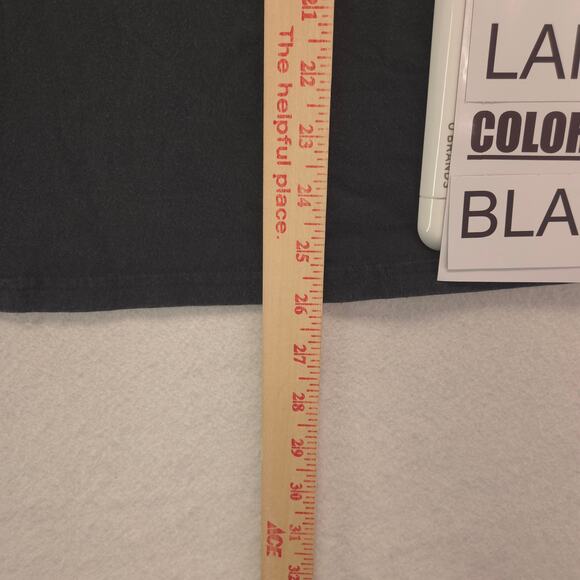 21
22
23
24
25
26
27
28
29
30
31
32
The helpful place.
ACE
LAR
COLOR
BLA
BRANDS